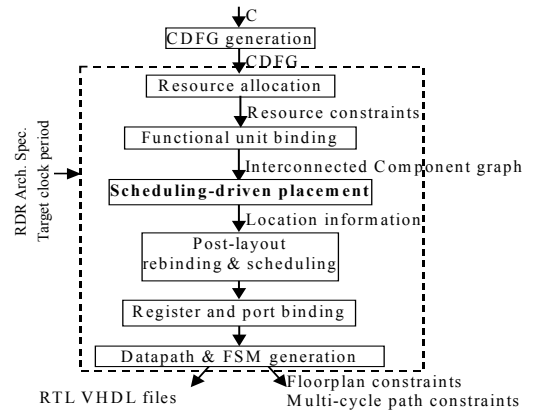 C
CDFG generation
CDFG
Resource allocation
Resource constraints
Functional unit binding
Interconnected Component graph
Scheduling-driven placement
Location information
Post-layout
rebinding & scheduling
Register and port binding
Datapath & FSM generation
RDR Arch. Spec.
Target clock period
RTL VHDL files
Floorplan constraints
Multi-cycle path constraints